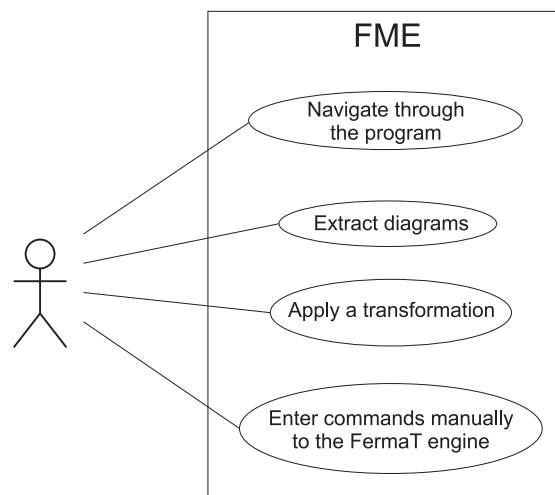 FME
Navigate through
the program
Extract diagrams
Apply a transformation
Enter commands manually
to the FermaT engine